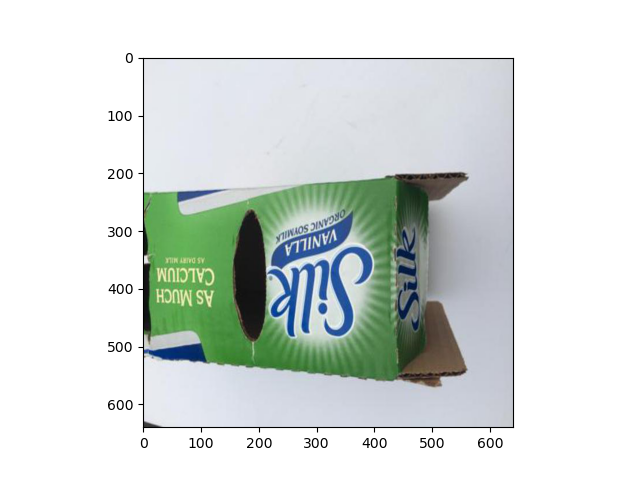 0
100
200
300
400
500
600
Silk
VANILLA
ORGANIC SOYMILK
AS MUCH
CALCIUM
AS DAIRY MILK
Silk
0 100 200 300 400 500 600